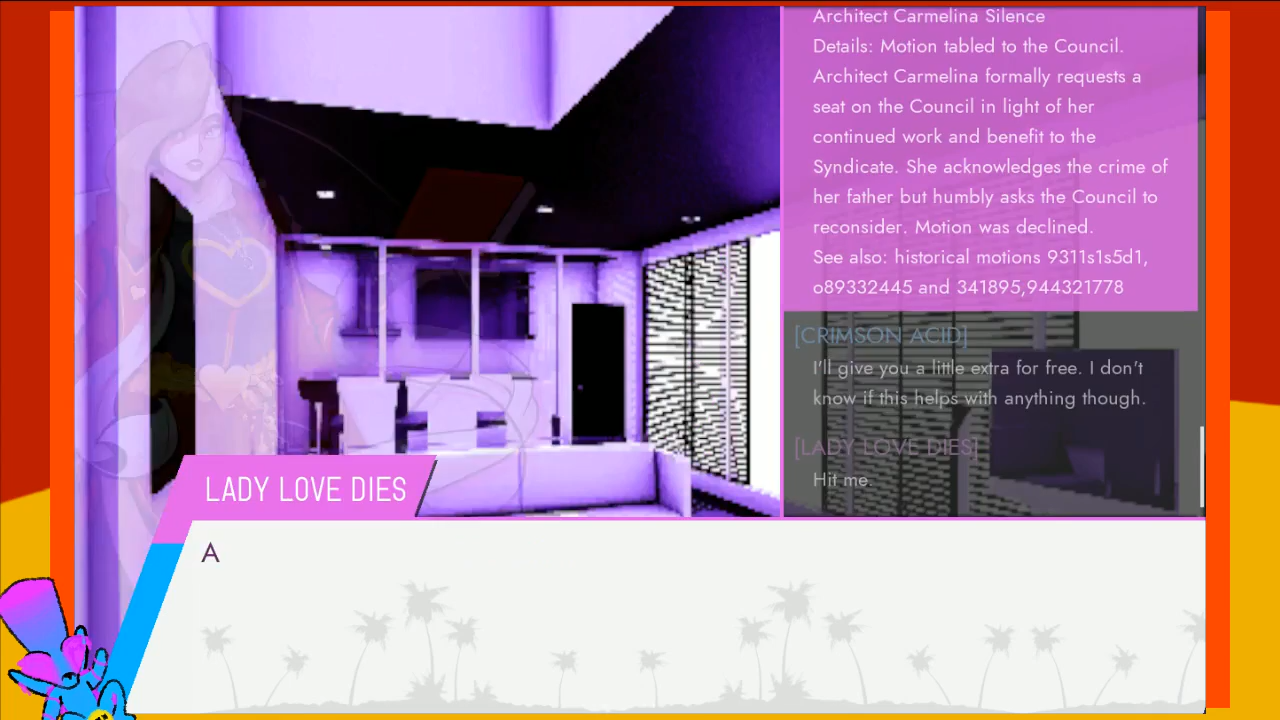 Architect Carmelina Silence
Details: Motion tabled to the Council.
Architect Carmelina formally requests a
seat on the Council in light of her
continued work and benefit to the
Syndicate. She acknowledges the crime of
her father but humbly asks the Council to
reconsider. Motion was declined.
See also: historical motions 9311s1s5d1,
o89332445 and 341895,944321778
[CRIMSON ACID]
I'll give you a little extra for free. I don't
know if this helps with anything though.
[LADY LOVE DIES]
Hit me.
LADY LOVE DIES
A